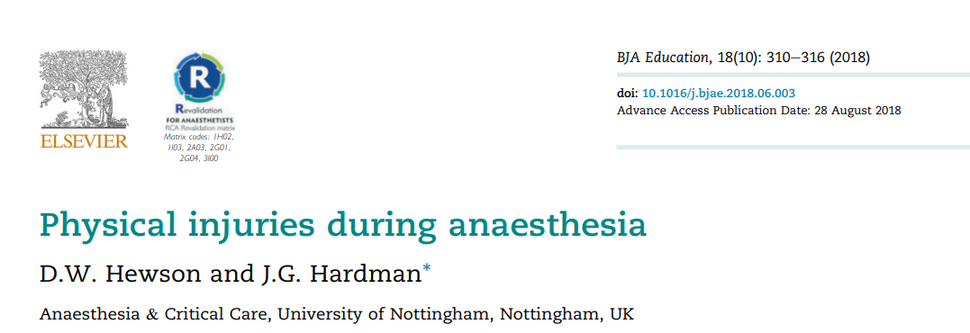 ELSEVIER
R
Revalidation
FOR ANAESTHETISTS
RCA Revalidation matrix
Matrix codes: 1H02,
1I03, 2A03, 2G01,
2G04, 3I00
BJA Education, 18(10): 310–316 (2018)
doi: 10.1016/j.bjae.2018.06.003
Advance Access Publication Date: 28 August 2018
Physical injuries during anaesthesia
D.W. Hewson and J.G. Hardman*
Anaesthesia & Critical Care, University of Nottingham, Nottingham, UK